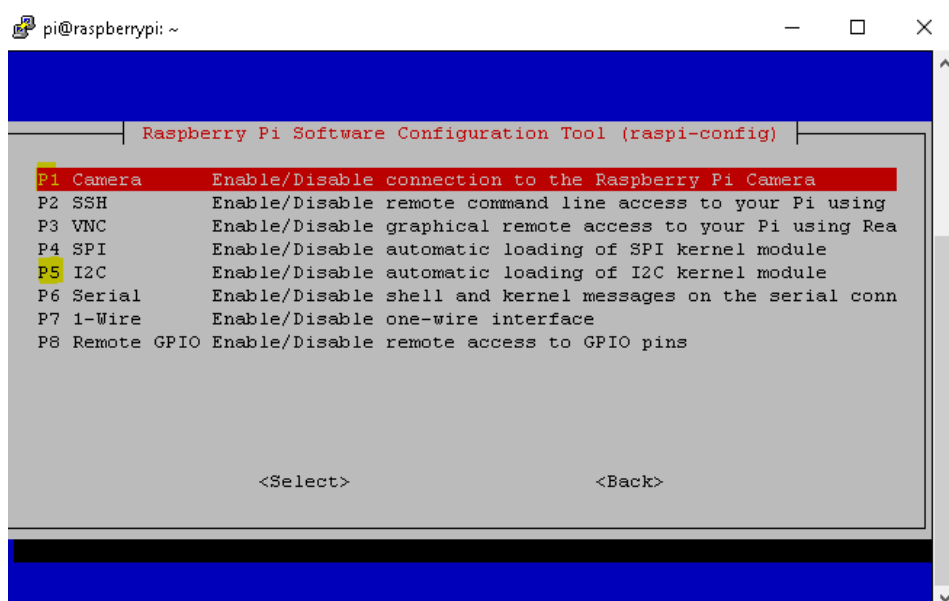 pi@raspberrypi: ~
Raspberry Pi Software Configuration Tool (raspi-config)
P1 Camera Enable/Disable connection to the Raspberry Pi Camera
P2 SSH Enable/Disable remote command line access to your Pi using
P3 VNC Enable/Disable graphical remote access to your Pi using Rea
P4 SPI Enable/Disable automatic loading of SPI kernel module
P5 I2C Enable/Disable automatic loading of I2C kernel module
P6 Serial Enable/Disable shell and kernel messages on the serial conn
P7 1-Wire Enable/Disable one-wire interface
P8 Remote GPIO Enable/Disable remote access to GPIO pins
<Select> <Back>